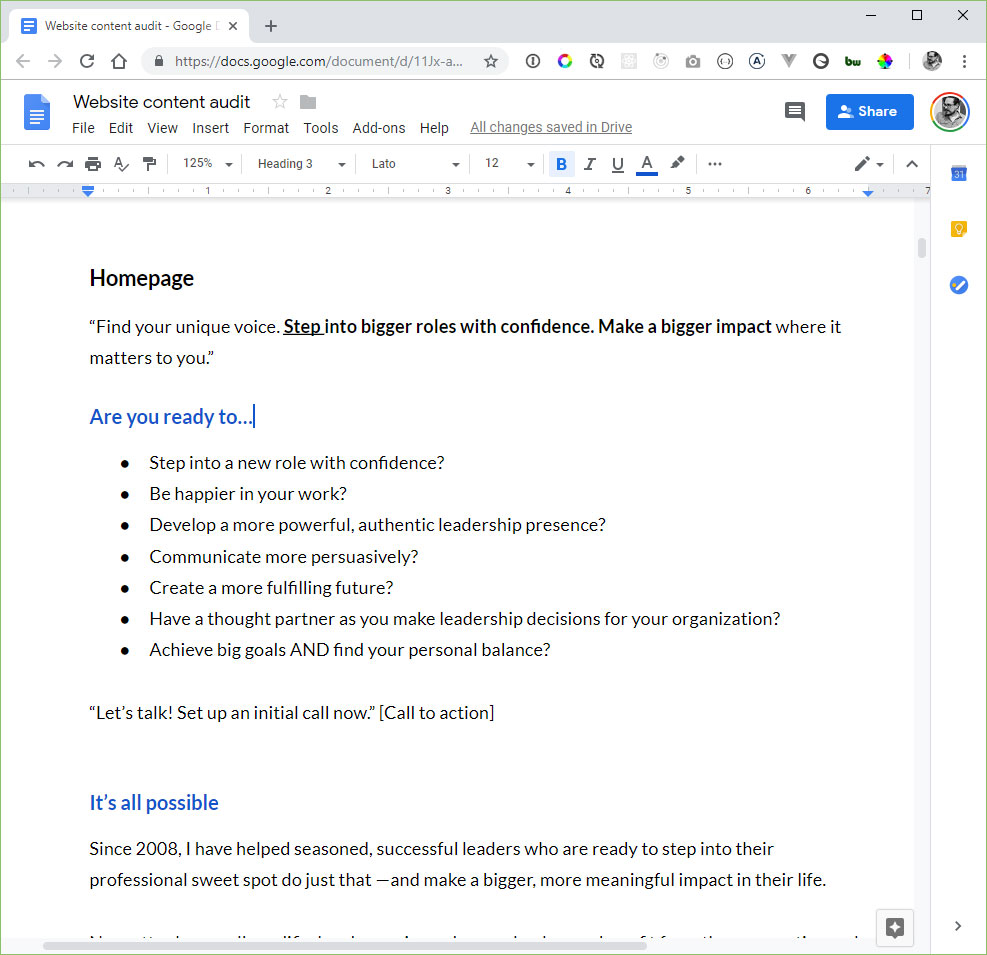 Website content audit - Google
https://docs.google.com/document/d/11Jx-a...
bw
Website content audit
Share
File Edit View Insert Format Tools Add-ons Help All changes saved in Drive
125% Heading 3 Lato 12 B I U A
31
1 2 3 4 5 6 7
Homepage
“Find your unique voice. Step into bigger roles with confidence. Make a bigger impact where it
matters to you.”
Are you ready to...
● Step into a new role with confidence?
● Be happier in your work?
● Develop a more powerful, authentic leadership presence?
● Communicate more persuasively?
● Create a more fulfilling future?
● Have a thought partner as you make leadership decisions for your organization?
● Achieve big goals AND find your personal balance?
“Let’s talk! Set up an initial call now.” [Call to action]
It’s all possible
Since 2008, I have helped seasoned, successful leaders who are ready to step into their
professional sweet spot do just that —and make a bigger, more meaningful impact in their life.